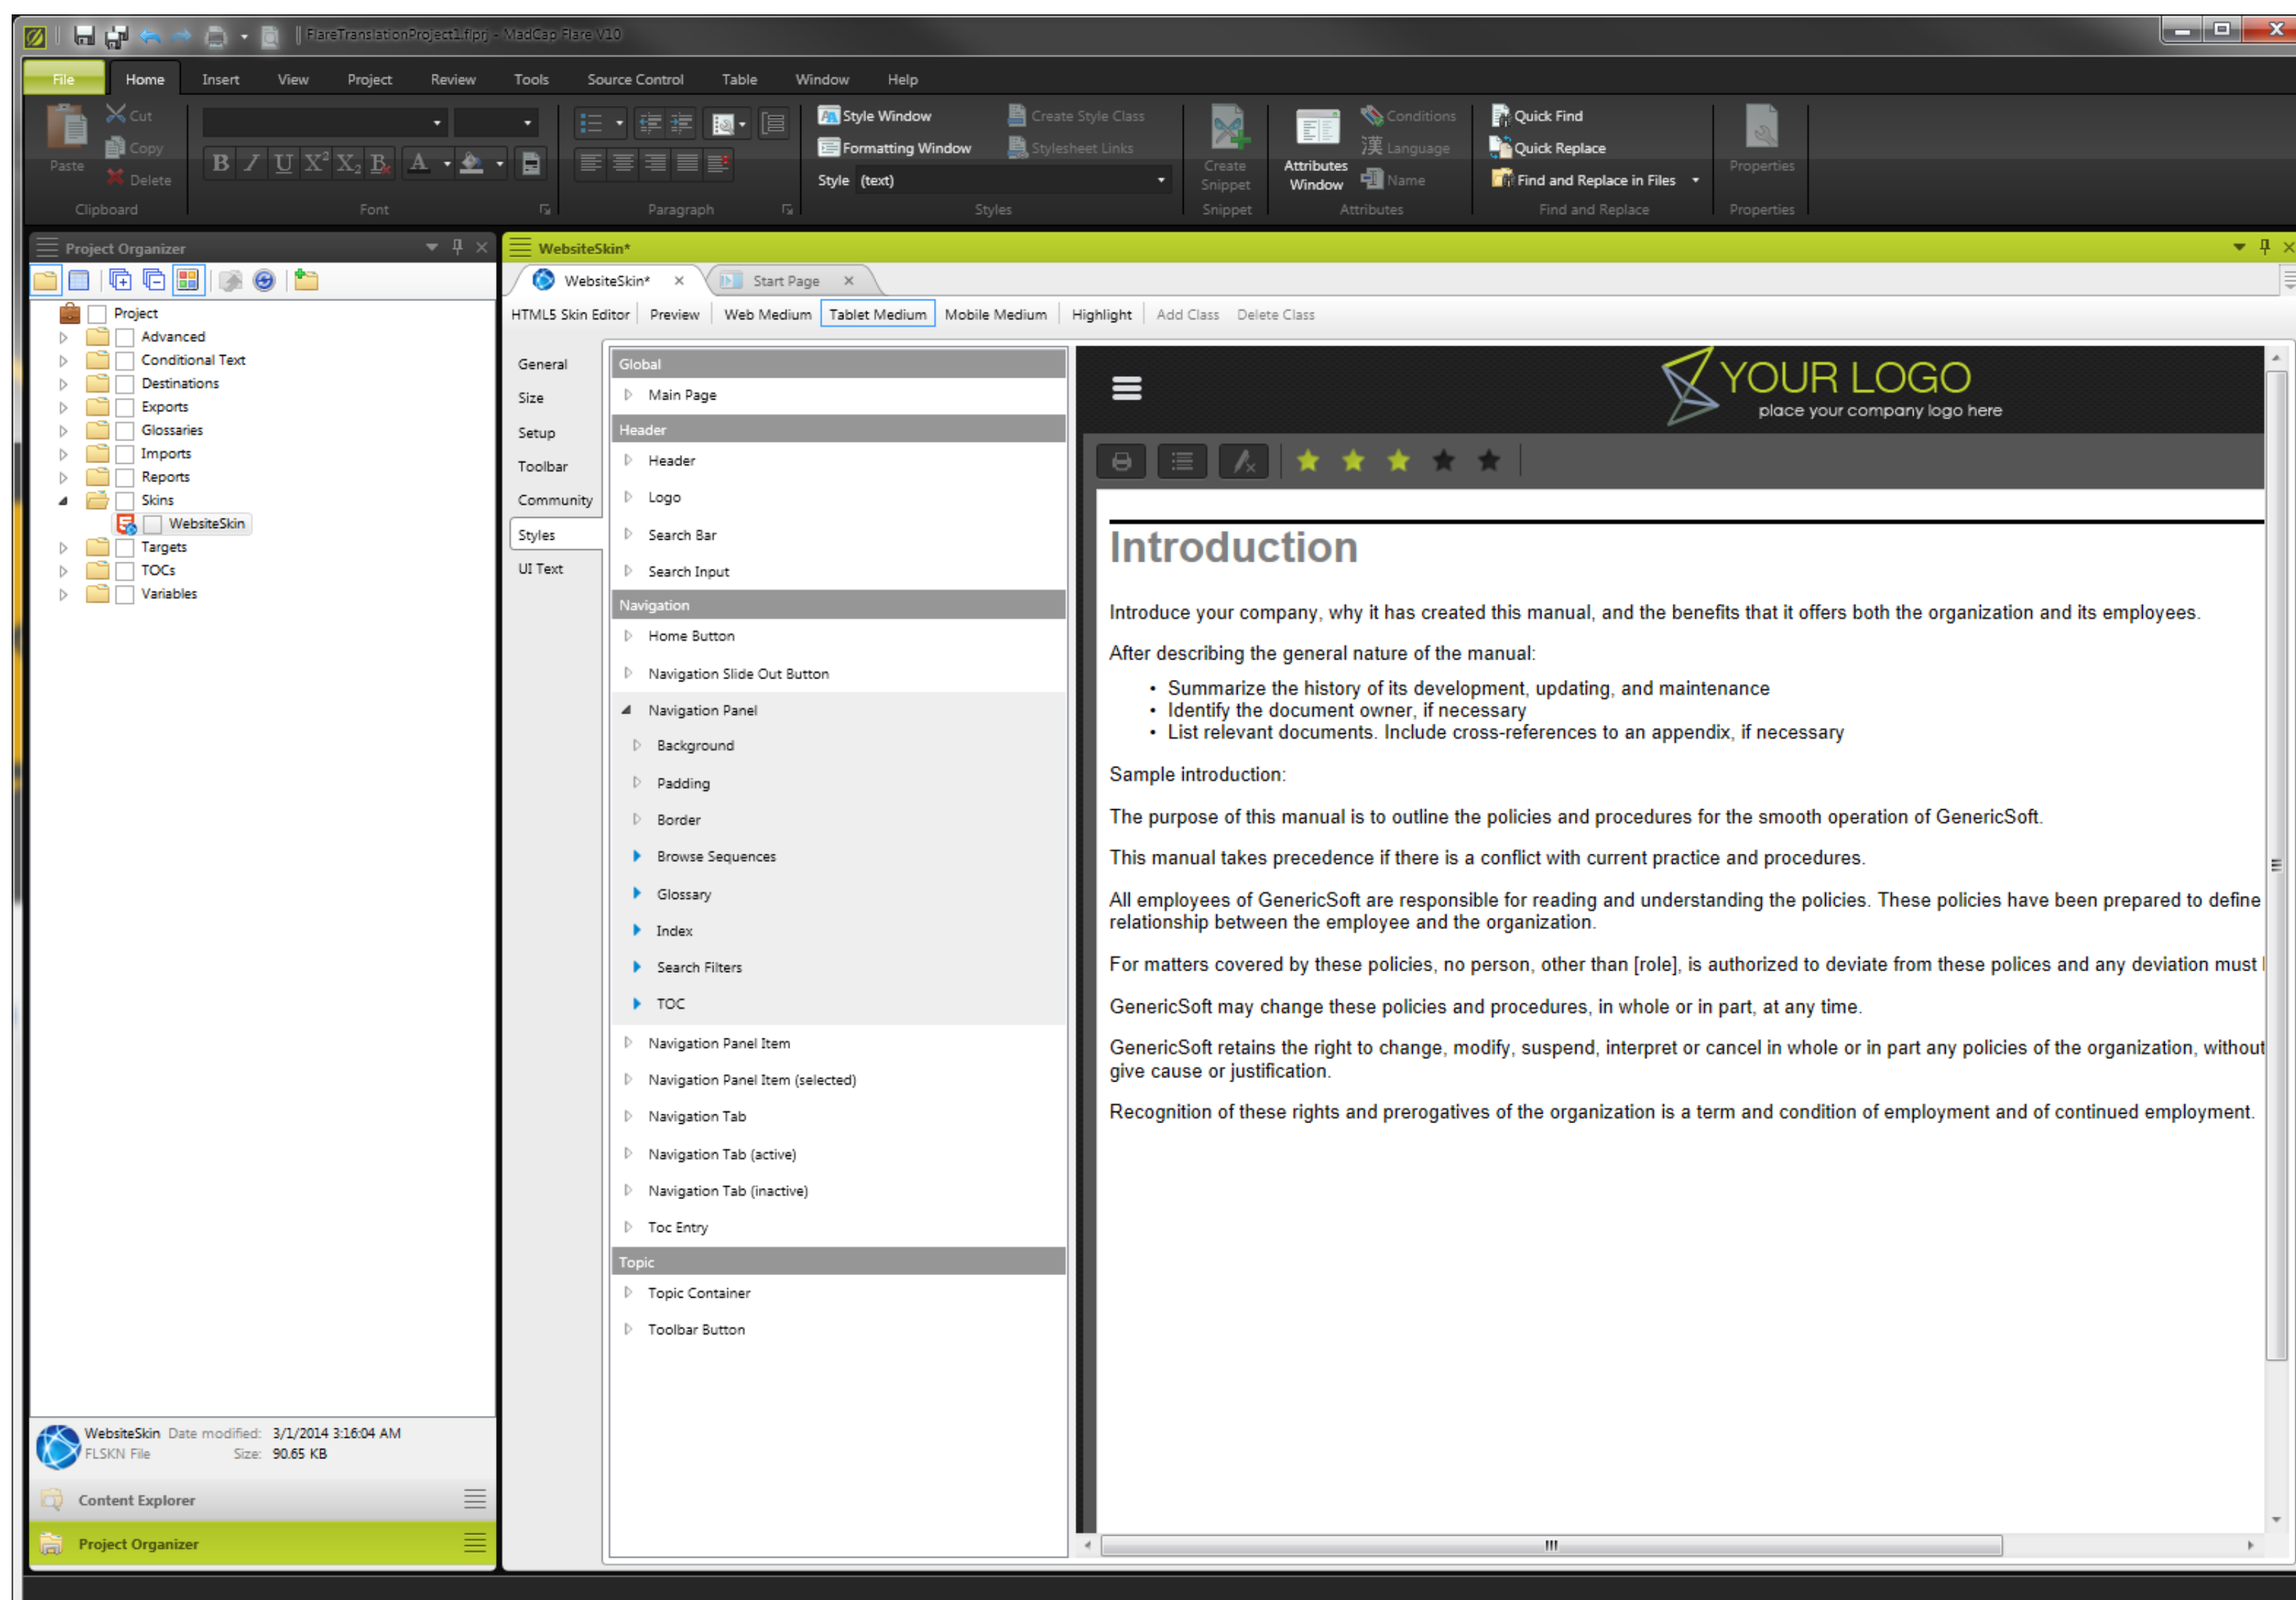 FlareTranslationProject1.flprj - MadCap Flare V10
File Home Insert View Project Review Tools Source Control Table Window Help
Paste
Cut
Copy
Delete
Clipboard
B I U X² X₂ B A
Font
Paragraph
Style Window
Formatting Window
Style (text)
Create Style Class
Stylesheet Links
Styles
Create Snippet
Snippet
Attributes Window
Conditions
漢 Language
Name
Attributes
Quick Find
Quick Replace
Find and Replace in Files
Find and Replace
Properties
Properties
Project Organizer
Project
Advanced
Conditional Text
Destinations
Exports
Glossaries
Imports
Reports
Skins
WebsiteSkin
Targets
TOCs
Variables
WebsiteSkin Date modified: 3/1/2014 3:16:04 AM
FLSKN File Size: 90.65 KB
Content Explorer
Project Organizer
WebsiteSkin*
WebsiteSkin* Start Page
HTML5 Skin Editor Preview Web Medium Tablet Medium Mobile Medium Highlight Add Class Delete Class
General
Size
Setup
Toolbar
Community
Styles
UI Text
Global
Main Page
Header
Header
Logo
Search Bar
Search Input
Navigation
Home Button
Navigation Slide Out Button
Navigation Panel
Background
Padding
Border
Browse Sequences
Glossary
Index
Search Filters
TOC
Navigation Panel Item
Navigation Panel Item (selected)
Navigation Tab
Navigation Tab (active)
Navigation Tab (inactive)
Toc Entry
Topic
Topic Container
Toolbar Button
YOUR LOGO
place your company logo here
Introduction
Introduce your company, why it has created this manual, and the benefits that it offers both the organization and its employees.
After describing the general nature of the manual:
• Summarize the history of its development, updating, and maintenance
• Identify the document owner, if necessary
• List relevant documents. Include cross-references to an appendix, if necessary
Sample introduction:
The purpose of this manual is to outline the policies and procedures for the smooth operation of GenericSoft.
This manual takes precedence if there is a conflict with current practice and procedures.
All employees of GenericSoft are responsible for reading and understanding the policies. These policies have been prepared to define
relationship between the employee and the organization.
For matters covered by these policies, no person, other than [role], is authorized to deviate from these polices and any deviation must
GenericSoft may change these policies and procedures, in whole or in part, at any time.
GenericSoft retains the right to change, modify, suspend, interpret or cancel in whole or in part any policies of the organization, without
give cause or justification.
Recognition of these rights and prerogatives of the organization is a term and condition of employment and of continued employment.